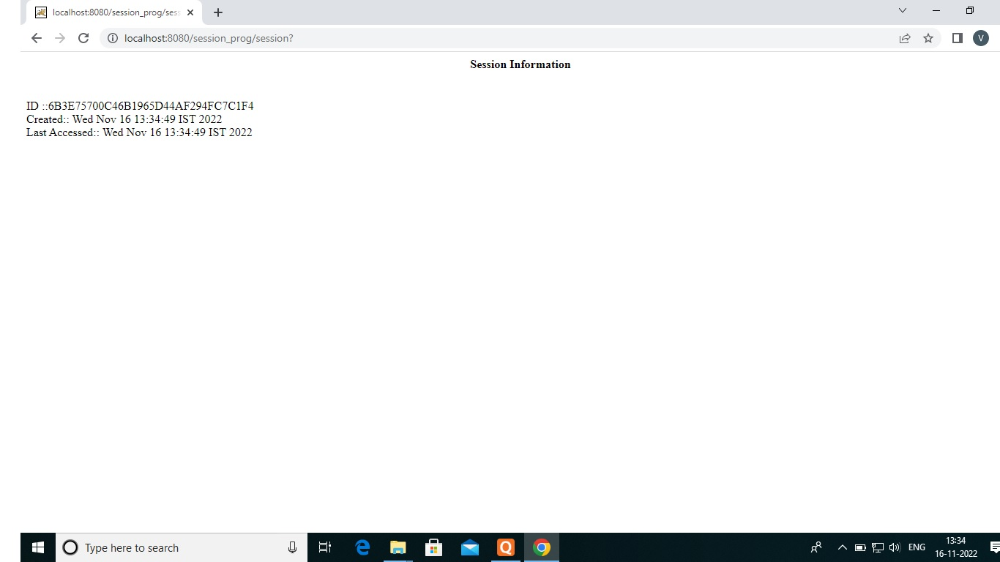 localhost:8080/session_prog/sess
localhost:8080/session_prog/session?
V
Session Information
ID ::6B3E75700C46B1965D44AF294FC7C1F4
Created:: Wed Nov 16 13:34:49 IST 2022
Last Accessed:: Wed Nov 16 13:34:49 IST 2022
Type here to search
Q
ENG
13:34
16-11-2022